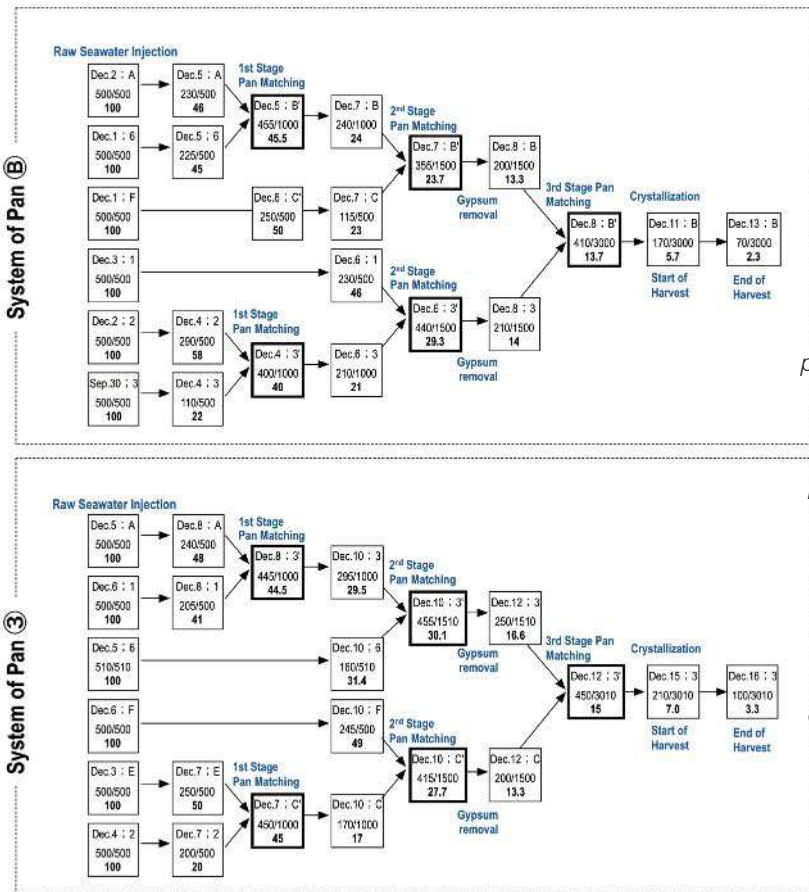 System of Pan Ⓑ
Raw Seawater Injection
Dec.2 : A
500/500
100
Dec.5 : A
230/500
46
Dec.1 : 6
500/500
100
Dec.5 : 6
225/500
45
1st Stage
Pan Matching
Dec.5 : B'
455/1000
45.5
Dec.7 : B
240/1000
24
Dec.1 : F
500/500
100
Dec.6 : C'
250/500
50
Dec.7 : C
115/500
23
2nd Stage
Pan Matching
Dec.7 : B'
355/1500
23.7
Gypsum
removal
Dec.8 : B
200/1500
13.3
Dec.3 : 1
500/500
100
Dec.6 : 1
230/500
46
Dec.2 : 2
500/500
100
Dec.4 : 2
290/500
58
Sep.30 : 3
500/500
100
Dec.4 : 3
110/500
22
1st Stage
Pan Matching
Dec.4 : 3'
400/1000
40
Dec.6 : 3
210/1000
21
2nd Stage
Pan Matching
Dec.6 : 3'
440/1500
29.3
Gypsum
removal
Dec.8 : 3
210/1500
14
3rd Stage Pan
Matching
Dec.8 : B'
410/3000
13.7
Crystallization
Dec.11 : B
170/3000
5.7
Start of
Harvest
Dec.13 : B
70/3000
2.3
End of
Harvest
p
System of Pan ③
Raw Seawater Injection
Dec.5 : A
500/500
100
Dec.8 : A
240/500
48
Dec.6 : 1
500/500
100
Dec.8 : 1
205/500
41
1st Stage
Pan Matching
Dec.8 : 3'
445/1000
44.5
Dec.10 : 3
295/1000
29.5
Dec.5 : 6
510/510
100
Dec.10 : 6
160/510
31.4
2nd Stage
Pan Matching
Dec.10 : 3'
455/1510
30.1
Gypsum
removal
Dec.12 : 3
250/1510
16.6
Dec.6 : F
500/500
100
Dec.10 : F
245/500
49
Dec.3 : E
500/500
100
Dec.7 : E
250/500
50
Dec.4 : 2
500/500
100
Dec.7 : 2
200/500
20
1st Stage
Pan Matching
Dec.7 : C'
450/1000
45
Dec.10 : C
170/1000
17
2nd Stage
Pan Matching
Dec.10 : C'
415/1500
27.7
Gypsum
removal
Dec.12 : C
200/1500
13.3
3rd Stage Pan
Matching
Dec.12 : 3'
450/3010
15
Crystallization
Dec.15 : 3
210/3010
7.0
Start of
Harvest
Dec.16 : 3
100/3010
3.3
End of
Harvest